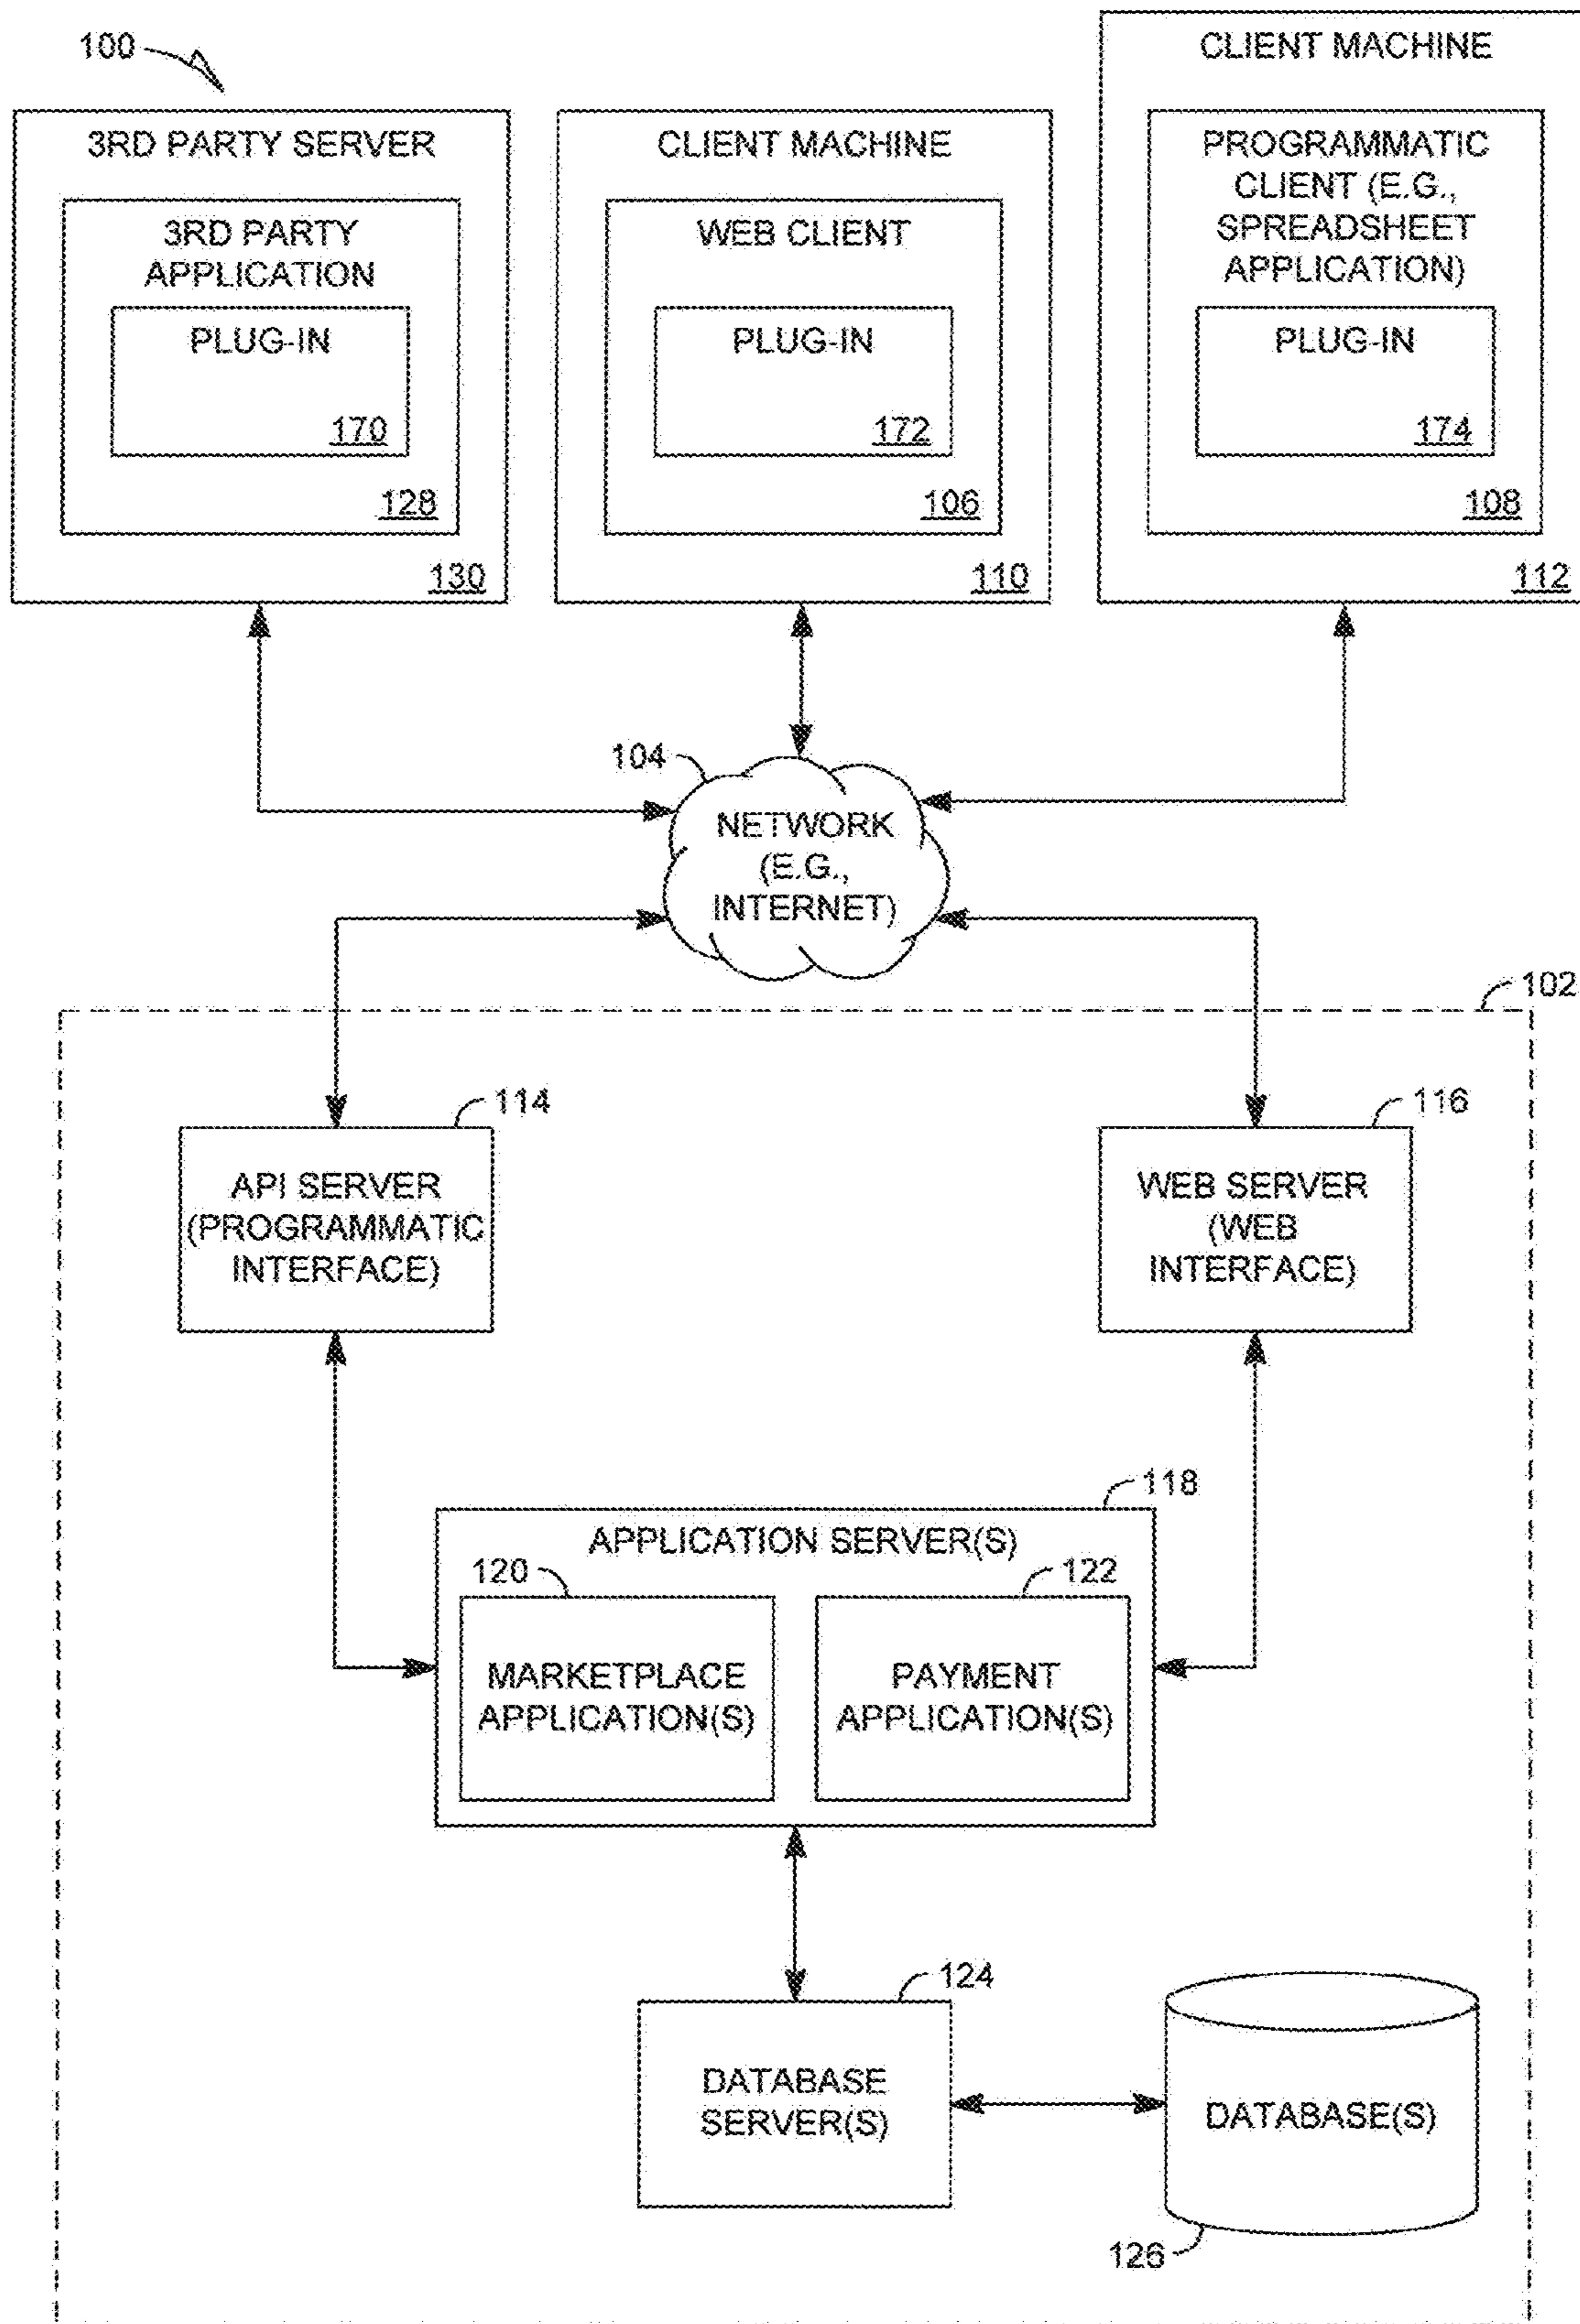 100
3RD PARTY SERVER
3RD PARTY
APPLICATION
PLUG-IN
170
128
130
CLIENT MACHINE
WEB CLIENT
PLUG-IN
172
106
110
CLIENT MACHINE
PROGRAMMATIC
CLIENT (E.G.,
SPREADSHEET
APPLICATION)
PLUG-IN
174
108
112
104
NETWORK
(E.G.,
INTERNET)
102
114
API SERVER
(PROGRAMMATIC
INTERFACE)
116
WEB SERVER
(WEB
INTERFACE)
118
APPLICATION SERVER(S)
120
MARKETPLACE
APPLICATION(S)
122
PAYMENT
APPLICATION(S)
124
DATABASE
SERVER(S)
DATABASE(S)
126